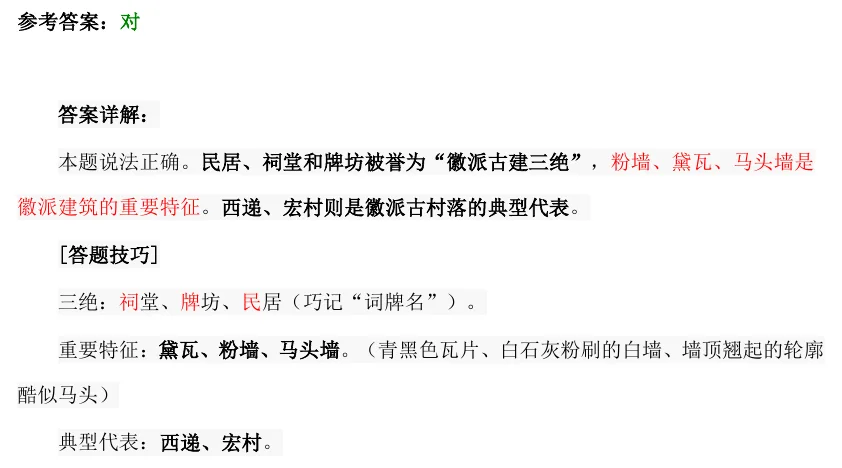 参考答案：对
答案详解：
本题说法正确。民居、祠堂和牌坊被誉为“徽派古建三绝”，粉墙、黛瓦、马头墙是
徽派建筑的重要特征。西递、宏村则是徽派古村落的典型代表。
[答题技巧]
三绝：祠堂、牌坊、民居（巧记“词牌名”）。
重要特征：黛瓦、粉墙、马头墙。（青黑色瓦片、白石灰粉刷的白墙、墙顶翘起的轮廓
酷似马头）
典型代表：西递、宏村。